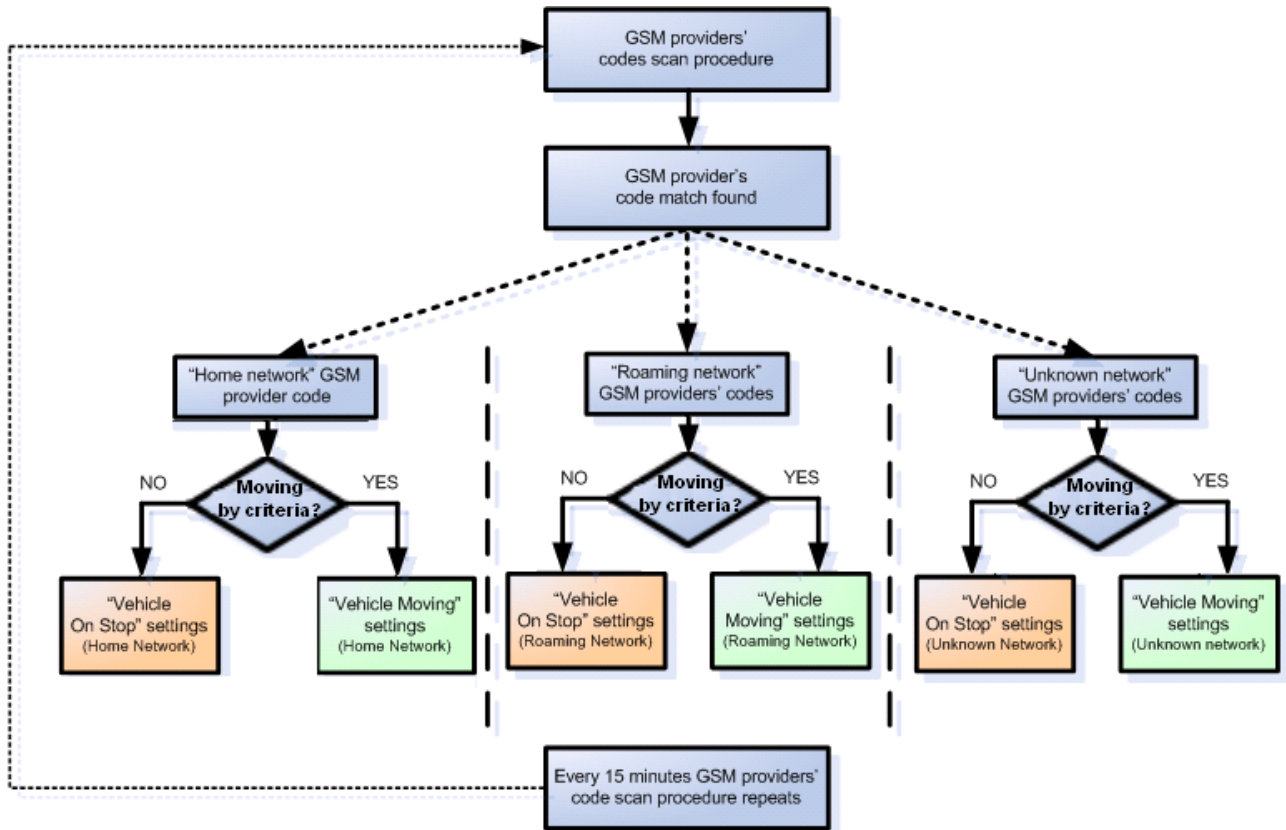 GSM providers'
codes scan procedure
GSM provider's
code match found
“Home network” GSM
provider code
“Roaming network”
GSM providers' codes
“Unknown network”
GSM providers' codes
NO
Moving
by criteria?
YES
NO
Moving
by criteria?
YES
NO
Moving
by criteria?
YES
“Vehicle
On Stop” settings
(Home Network)
“Vehicle Moving”
settings
(Home Network)
“Vehicle
On Stop” settings
(Roaming Network)
“Vehicle
Moving” settings
(Roaming Network)
“Vehicle
On Stop” settings
(Unknown Network)
“Vehicle Moving”
settings
(Unknown network)
Every 15 minutes GSM providers'
code scan procedure repeats